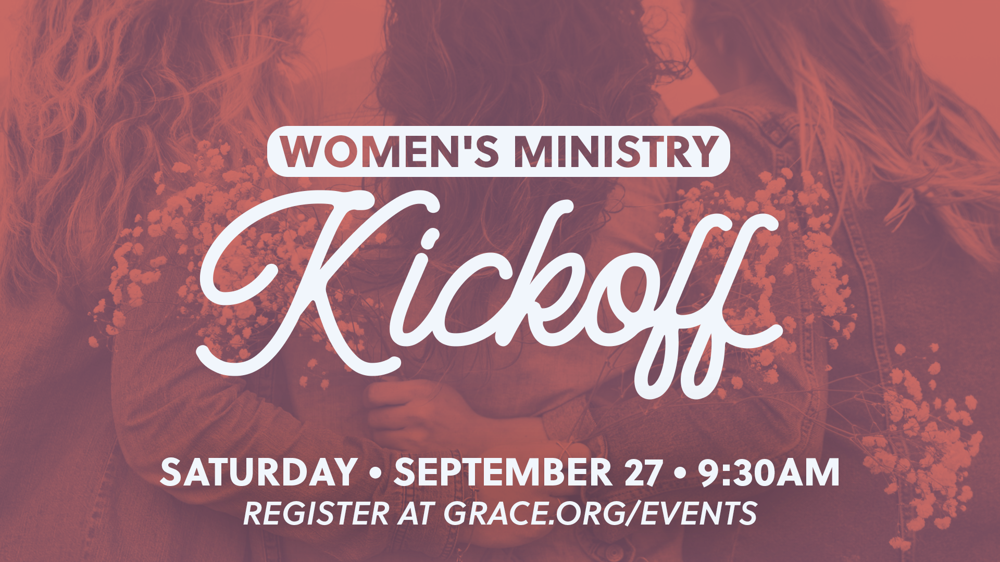 WOMEN'S MINISTRY
Kickoff
SATURDAY • SEPTEMBER 27 • 9:30AM
REGISTER AT GRACE.ORG/EVENTS